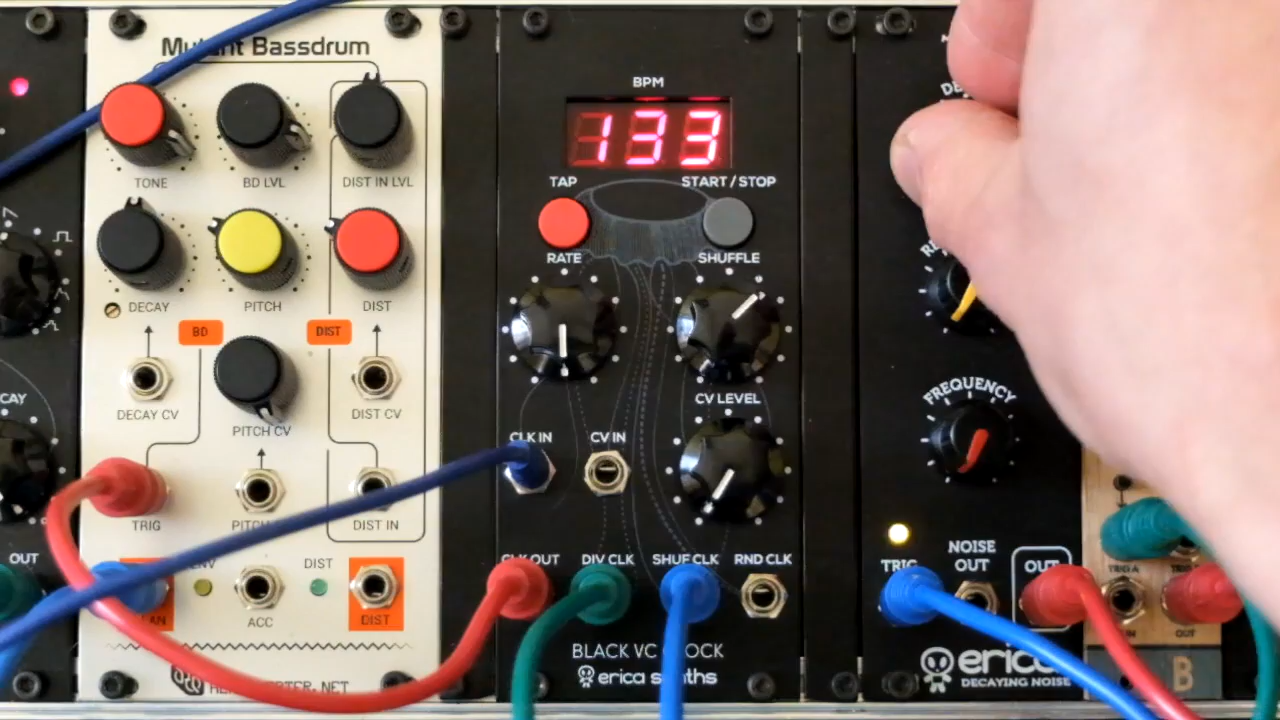 Mutant Bassdrum
TONE
BD LVL
DIST IN LVL
DECAY
PITCH
DIST
BD
DIST
DECAY CV
PITCH CV
DIST CV
TRIG
DIST IN
DIST
ACC
DIST
OUT
BPM
133
TAP
START / STOP
RATE
SHUFFLE
CV LEVEL
CLK IN
CV IN
CLK OUT
DIV CLK
SHUF CLK
RND CLK
BLACK VC
erica
FREQUENCY
TRIG
NOISE
OUT
OUT
DECAYING NOISE
TRIG A
OUT
B